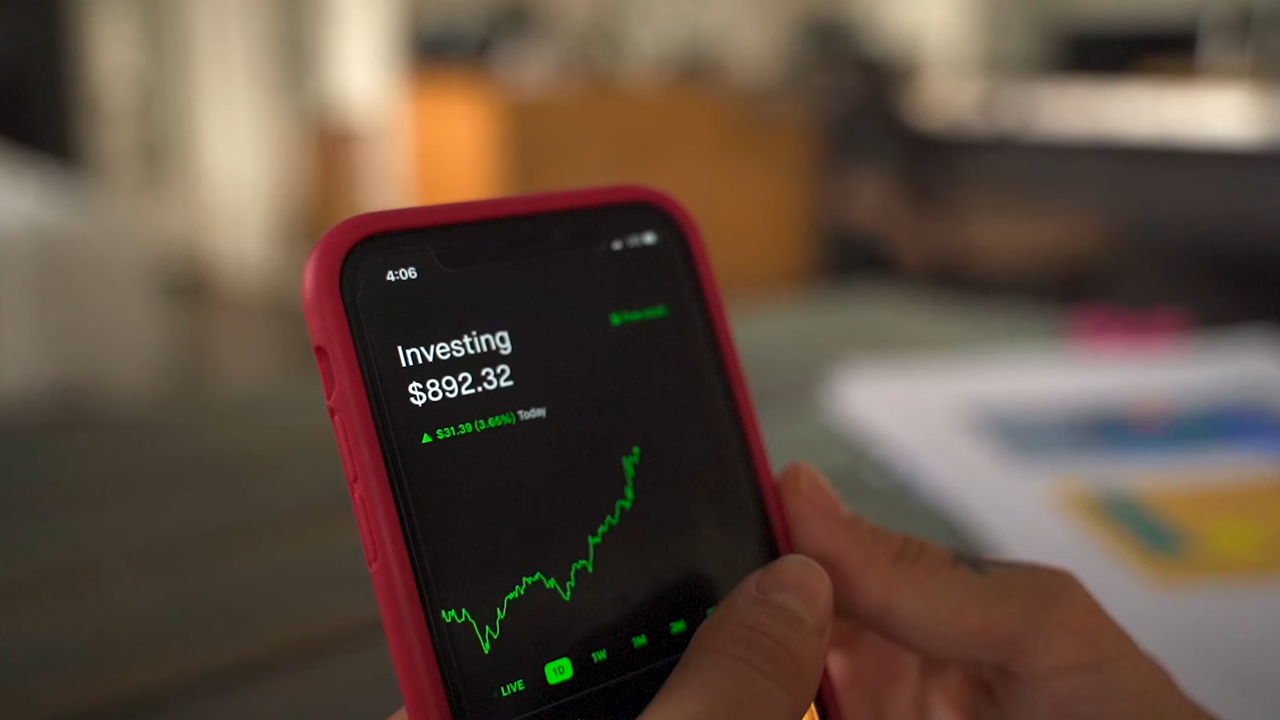 4:06
Investing
$892.32
▲ $31.39 (3.65%) Today
LIVE 1D 1W 1M 3M